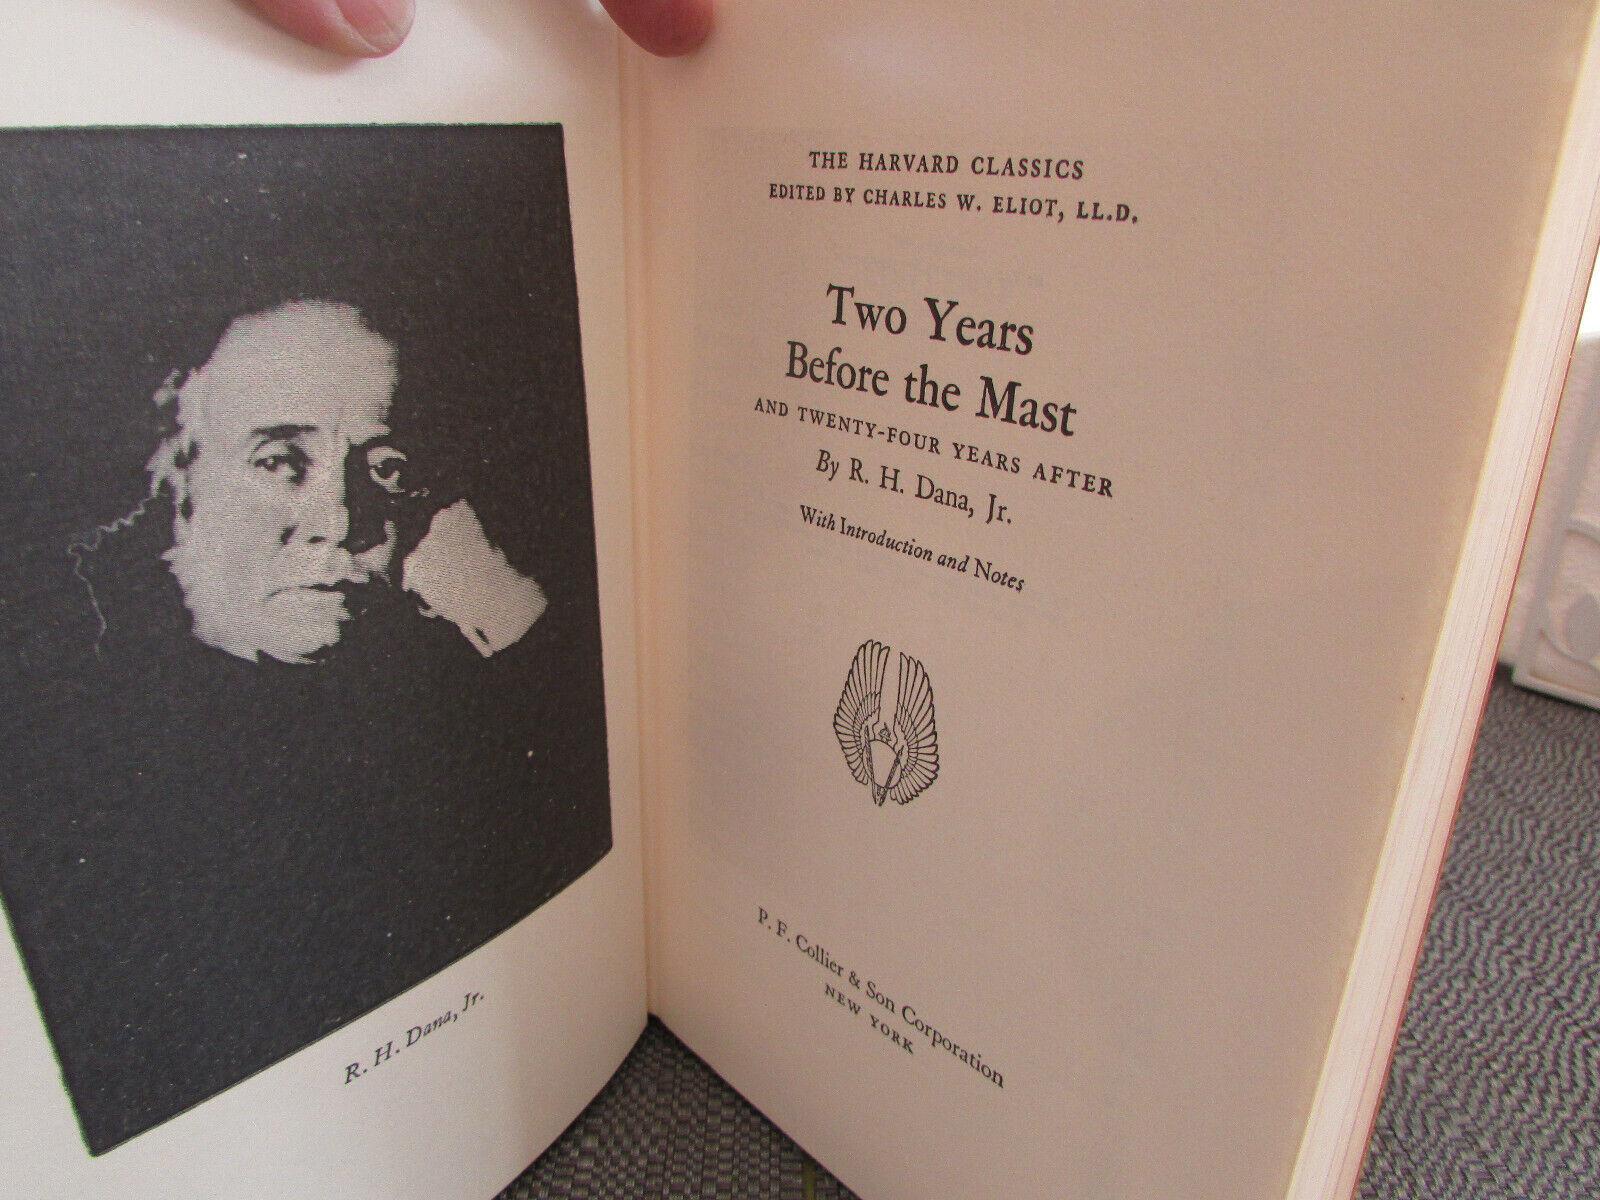 R. H. Dana, Jr.
THE HARVARD CLASSICS
EDITED BY CHARLES W. ELIOT, LL.D.
Two Years
Before the Mast
AND TWENTY-FOUR YEARS AFTER
By R. H. Dana, Jr.
With Introduction and Notes
P. F. Collier & Son Corporation
NEW YORK